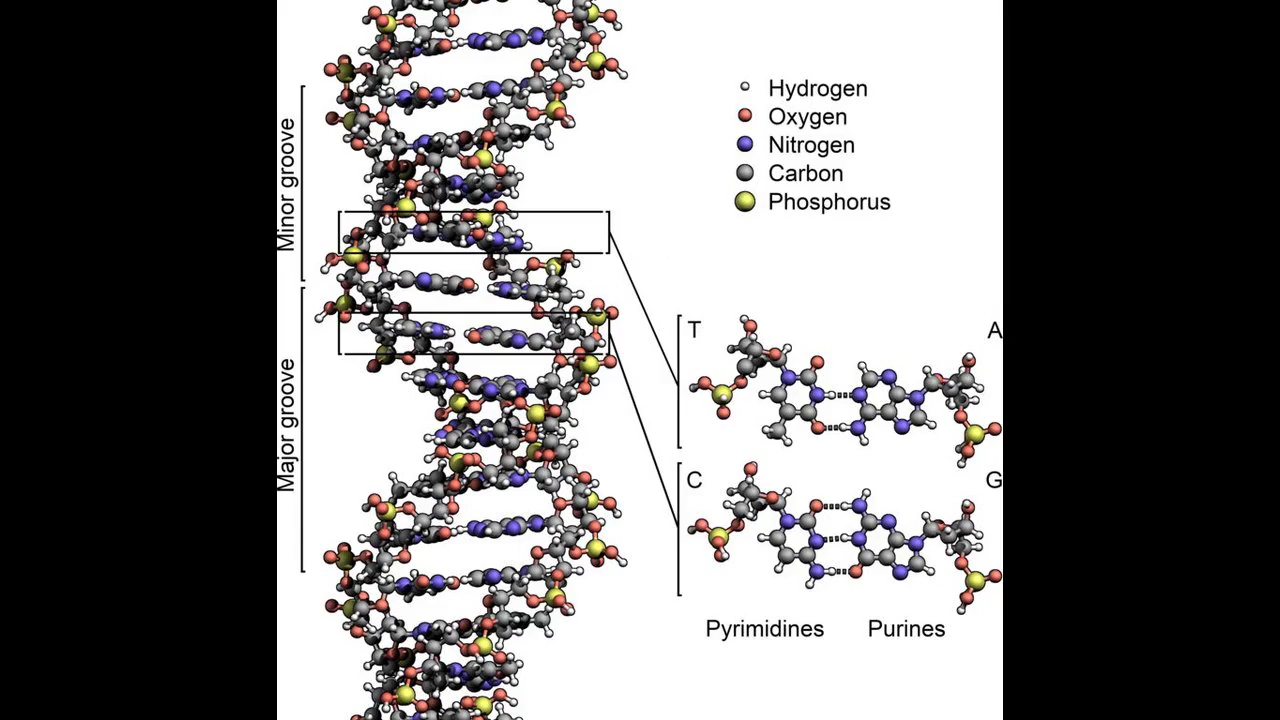 Minor groove
Major groove
Hydrogen
Oxygen
Nitrogen
Carbon
Phosphorus
T
A
C
G
Pyrimidines
Purines